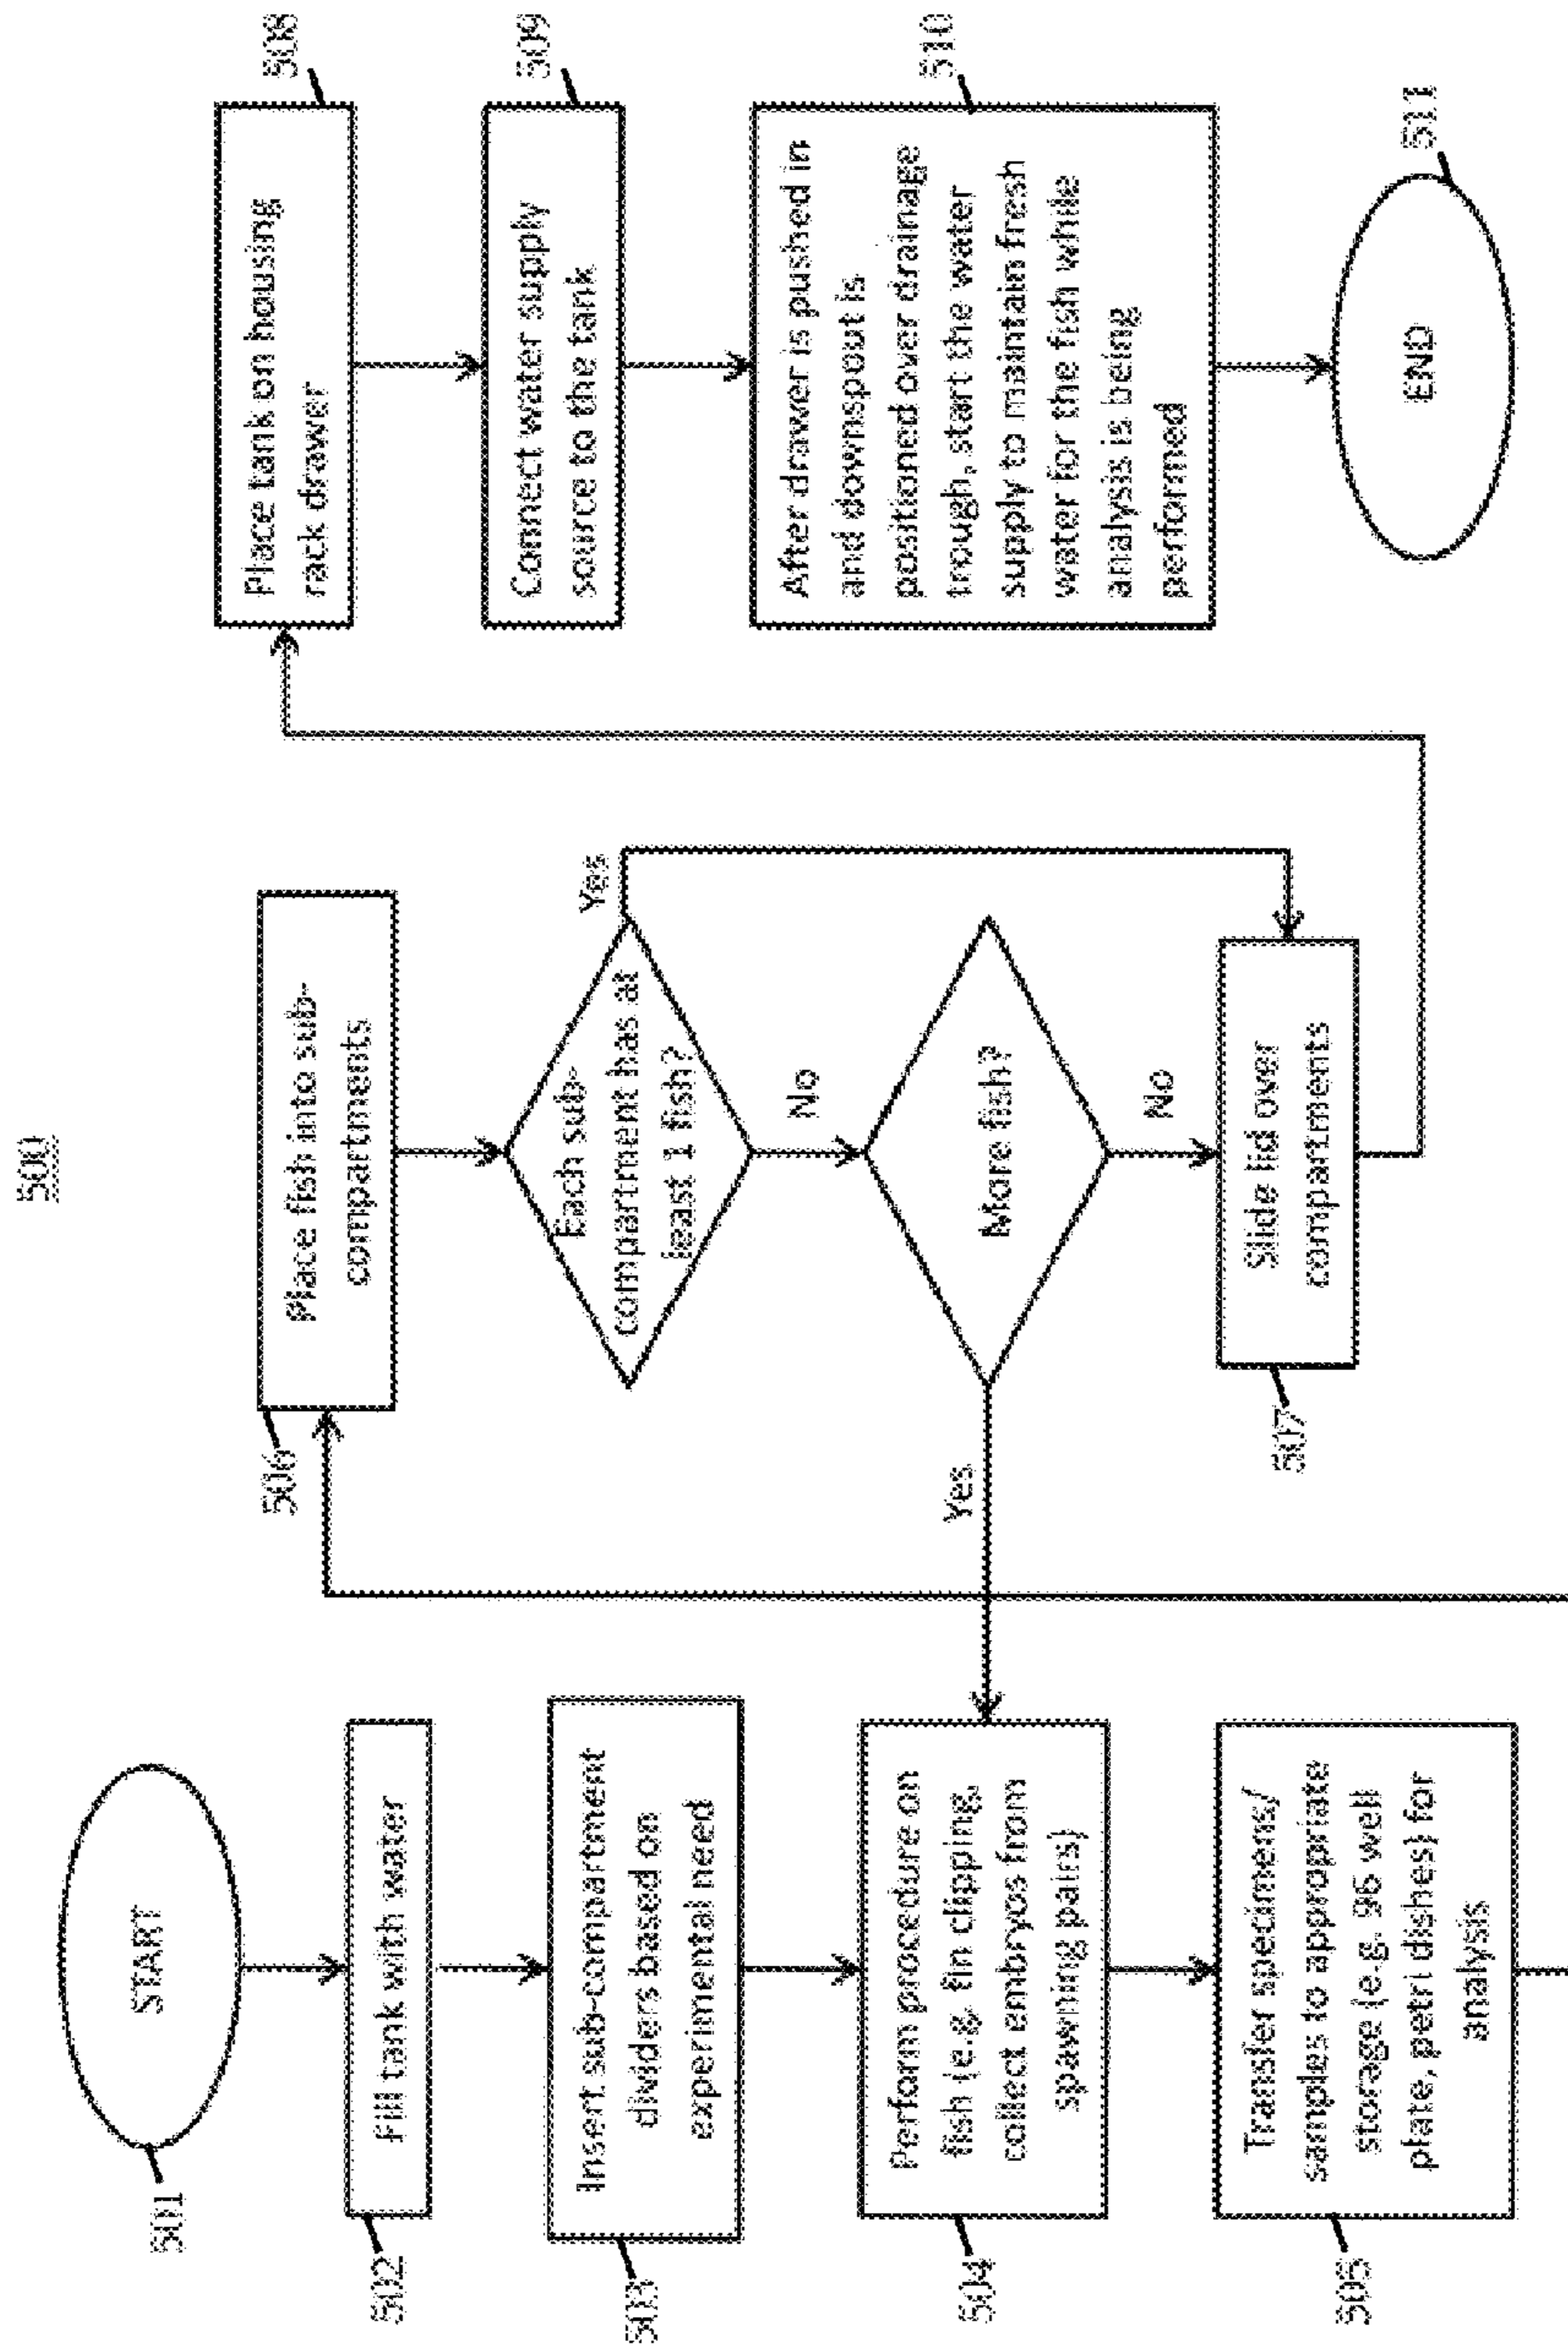 500
START
501
Fill tank with water
502
Insert sub-compartment
dividers based on
experimental need
503
Perform procedure on
fish (e.g. fin clipping,
collect embryos from
spawning pairs)
504
Transfer specimens/
samples to appropriate
storage (e.g. 96 well
plate, petri dishes) for
analysis
505
Place fish into sub-
compartments
506
Each sub-
compartment has at
least 1 fish?
Yes
No
More fish?
Yes
No
Slide lid over
compartments
507
Place tank on housing
rack drawer
508
Connect water supply
source to the tank
509
After drawer is pushed in
and downspout is
positioned over drainage
trough, start the water
supply to maintain fresh
water for the fish while
analysis is being
performed
510
END
511